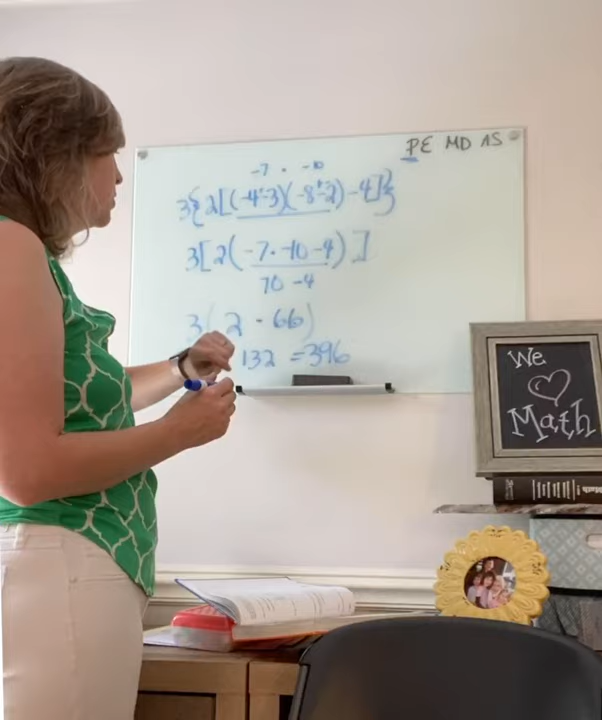 PE MD AS
-7 · -10
3{2[(-4-3)(-8-2)-4]}
3[2(-7·-10-4)]
70-4
3(2·66)
132 =396
We
Math
Math